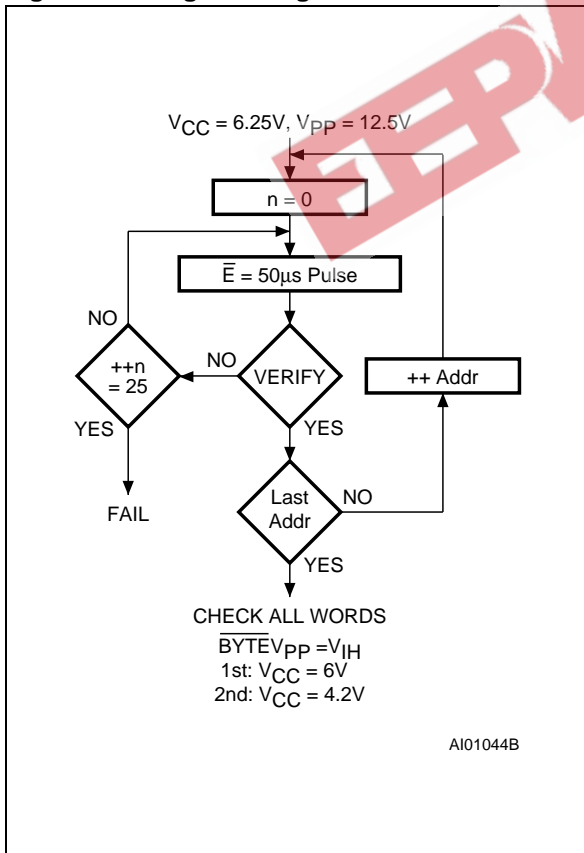 VCC = 6.25V, VPP = 12.5V
n = 0
E̅ = 50μs Pulse
NO
++n
= 25
NO
VERIFY
++ Addr
YES
YES
FAIL
Last
Addr
NO
YES
CHECK ALL WORDS
B̅Y̅T̅E̅VPP =VIH
1st: VCC = 6V
2nd: VCC = 4.2V
AI01044B